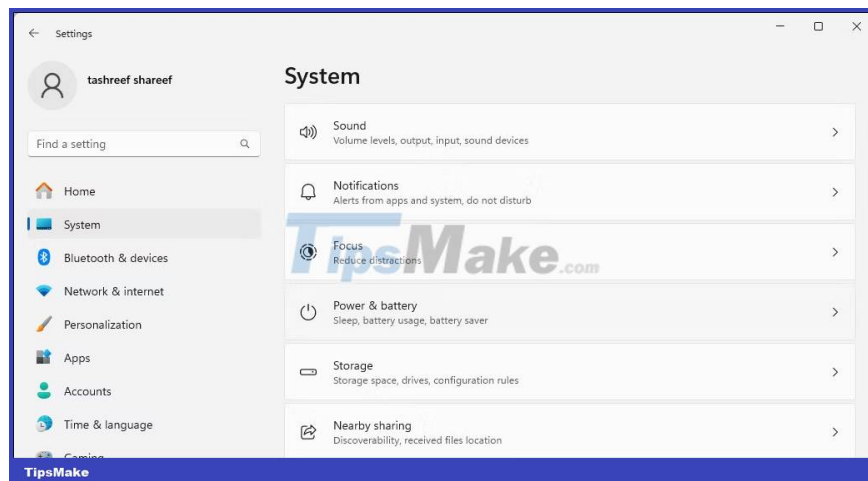 Settings
tashreef shareef
Find a setting
Home
System
Bluetooth & devices
Network & internet
Personalization
Apps
Accounts
Time & language
Gaming
System
Sound
Volume levels, output, input, sound devices
Notifications
Alerts from apps and system, do not disturb
Focus
Reduce distractions
Power & battery
Sleep, battery usage, battery saver
Storage
Storage space, drives, configuration rules
Nearby sharing
Discoverability, received files location
TipsMake.com
TipsMake